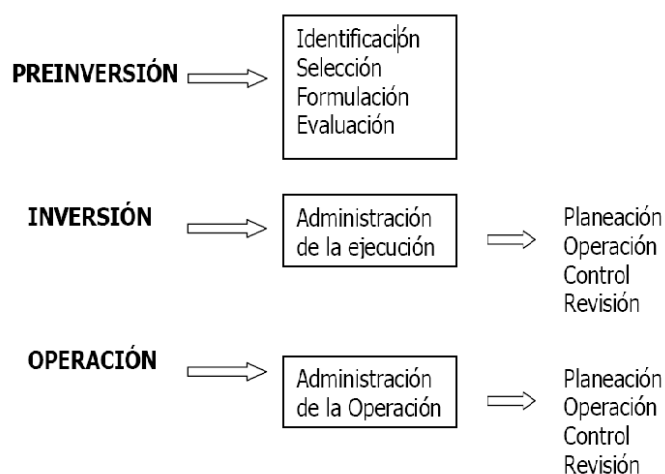 PREINVERSIÓN
Identificación
Selección
Formulación
Evaluación
INVERSIÓN
Administración
de la ejecución
Planeación
Operación
Control
Revisión
OPERACIÓN
Administración
de la Operación
Planeación
Operación
Control
Revisión